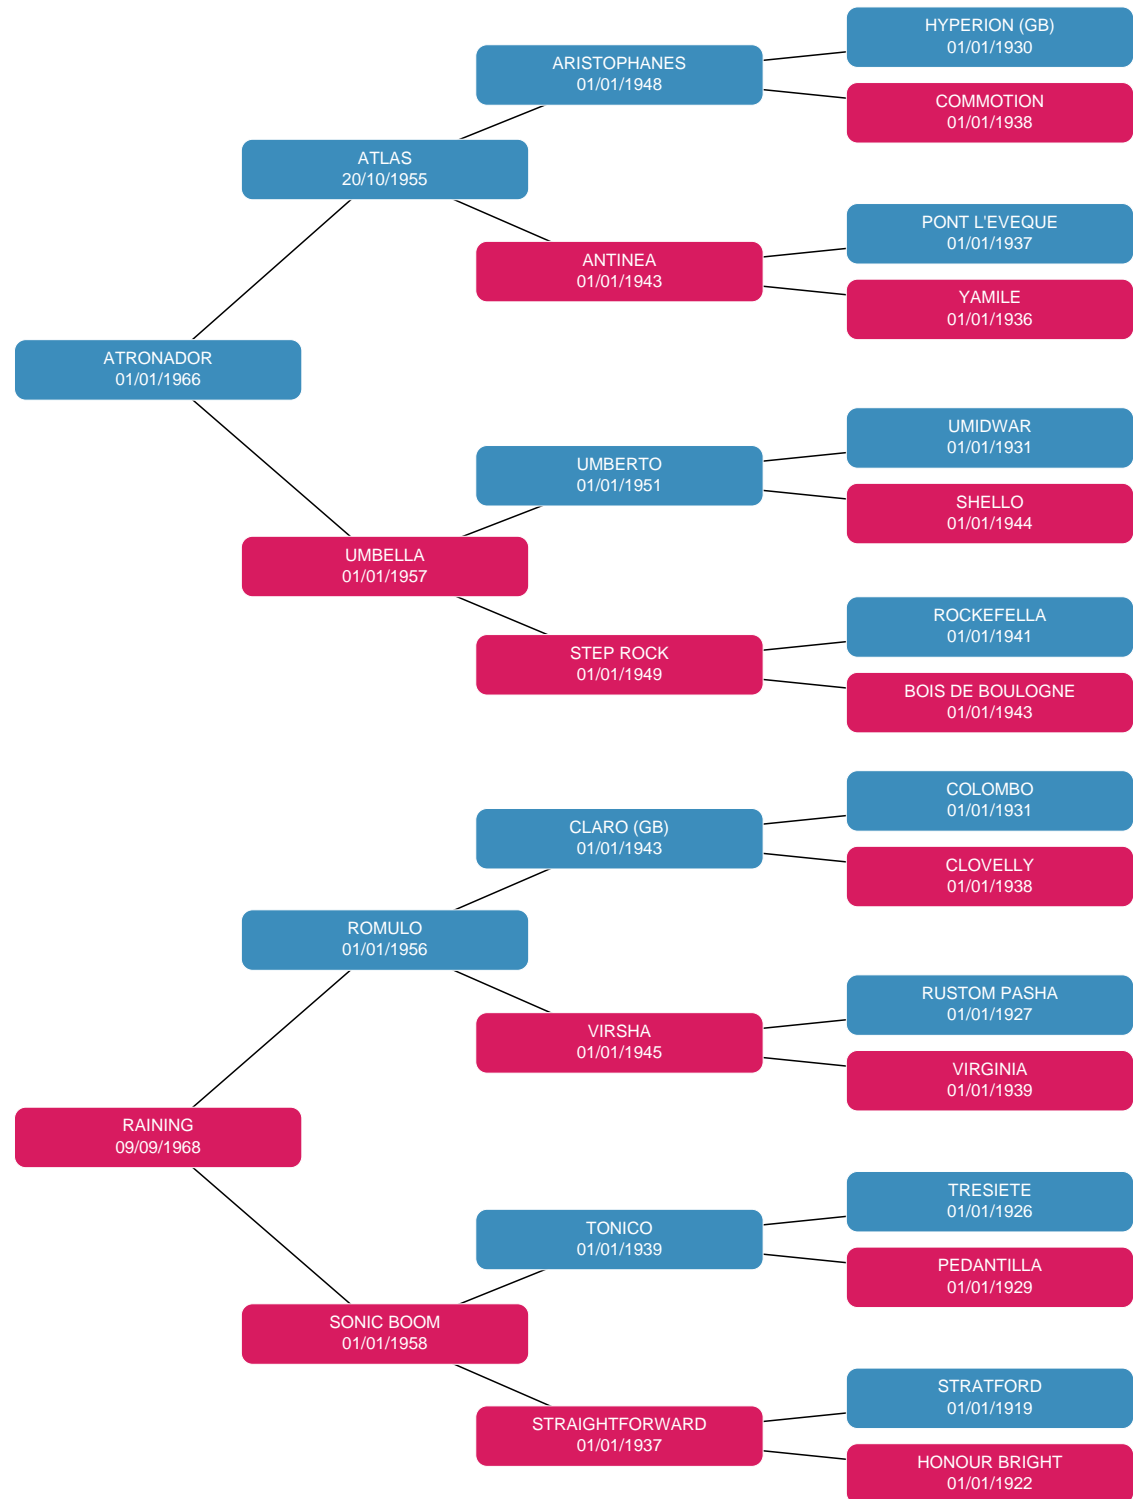 HYPERION (GB)
01/01/1930
ARISTOPHANES
01/01/1948
COMMOTION
01/01/1938
ATLAS
20/10/1955
PONT L'EVEQUE
01/01/1937
ANTINEA
01/01/1943
YAMILE
01/01/1936
ATRONADOR
01/01/1966
UMIDWAR
01/01/1931
UMBERTO
01/01/1951
SHELLO
01/01/1944
UMBELLA
01/01/1957
ROCKEFELLA
01/01/1941
STEP ROCK
01/01/1949
BOIS DE BOULOGNE
01/01/1943
COLOMBO
01/01/1931
CLARO (GB)
01/01/1943
CLOVELLY
01/01/1938
ROMULO
01/01/1956
RUSTOM PASHA
01/01/1927
VIRSHA
01/01/1945
VIRGINIA
01/01/1939
RAINING
09/09/1968
TRESIETE
01/01/1926
TONICO
01/01/1939
PEDANTILLA
01/01/1929
SONIC BOOM
01/01/1958
STRATFORD
01/01/1919
STRAIGHTFORWARD
01/01/1937
HONOUR BRIGHT
01/01/1922